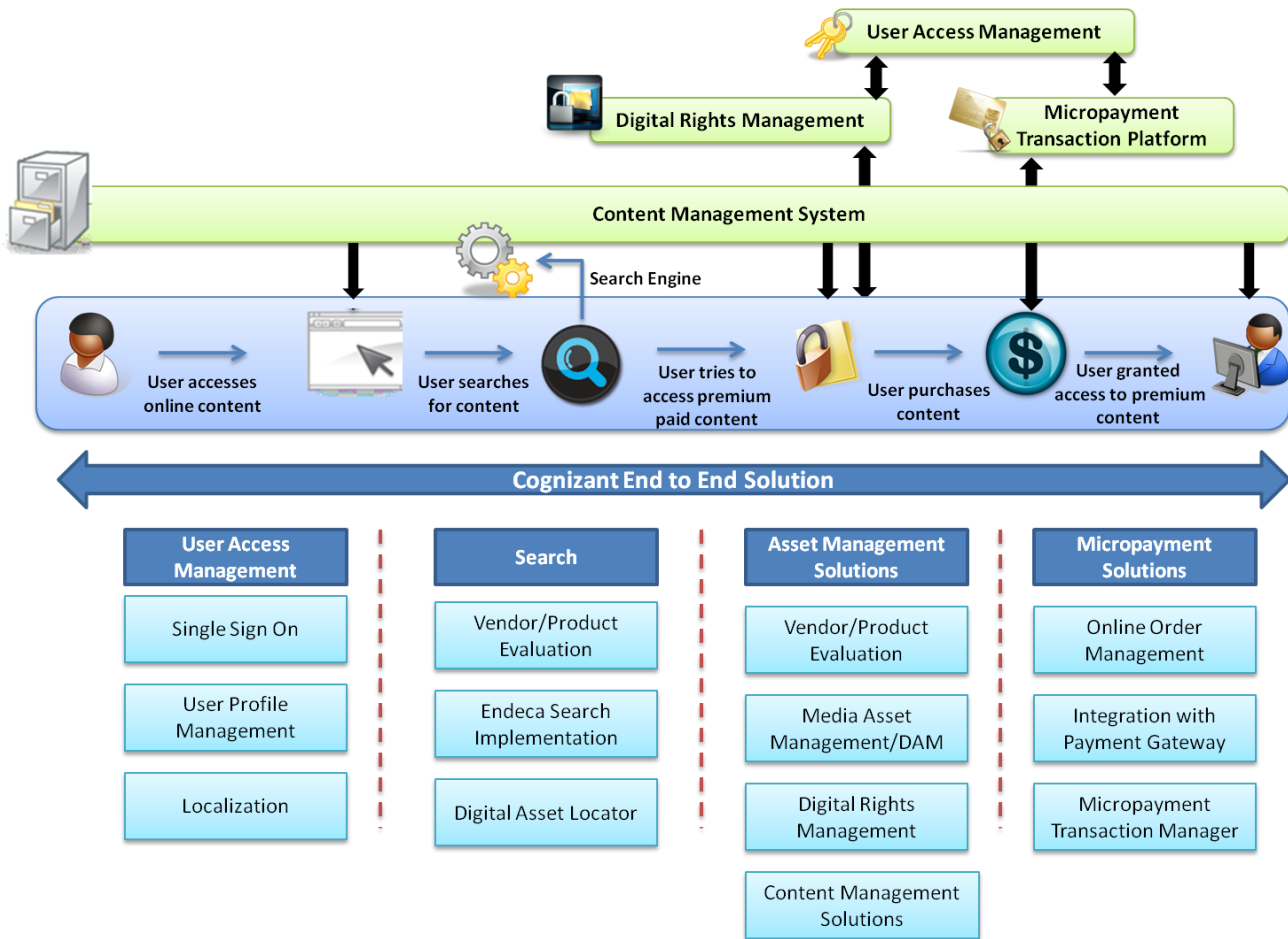 User Access Management
Digital Rights Management
Micropayment
Transaction Platform
Content Management System
Search Engine
User accesses
online content
User searches
for content
User tries to
access premium
paid content
User purchases
content
User granted
access to premium
content
$
Cognizant End to End Solution
User Access
Management
Single Sign On
User Profile
Management
Localization
Search
Vendor/Product
Evaluation
Endeca Search
Implementation
Digital Asset Locator
Asset Management
Solutions
Vendor/Product
Evaluation
Media Asset
Management/DAM
Digital Rights
Management
Content Management
Solutions
Micropayment
Solutions
Online Order
Management
Integration with
Payment Gateway
Micropayment
Transaction Manager